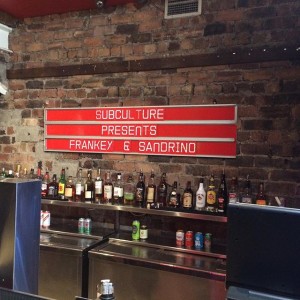 SUBCULTURE
PRESENTS
FRANKEY & SANDRINO